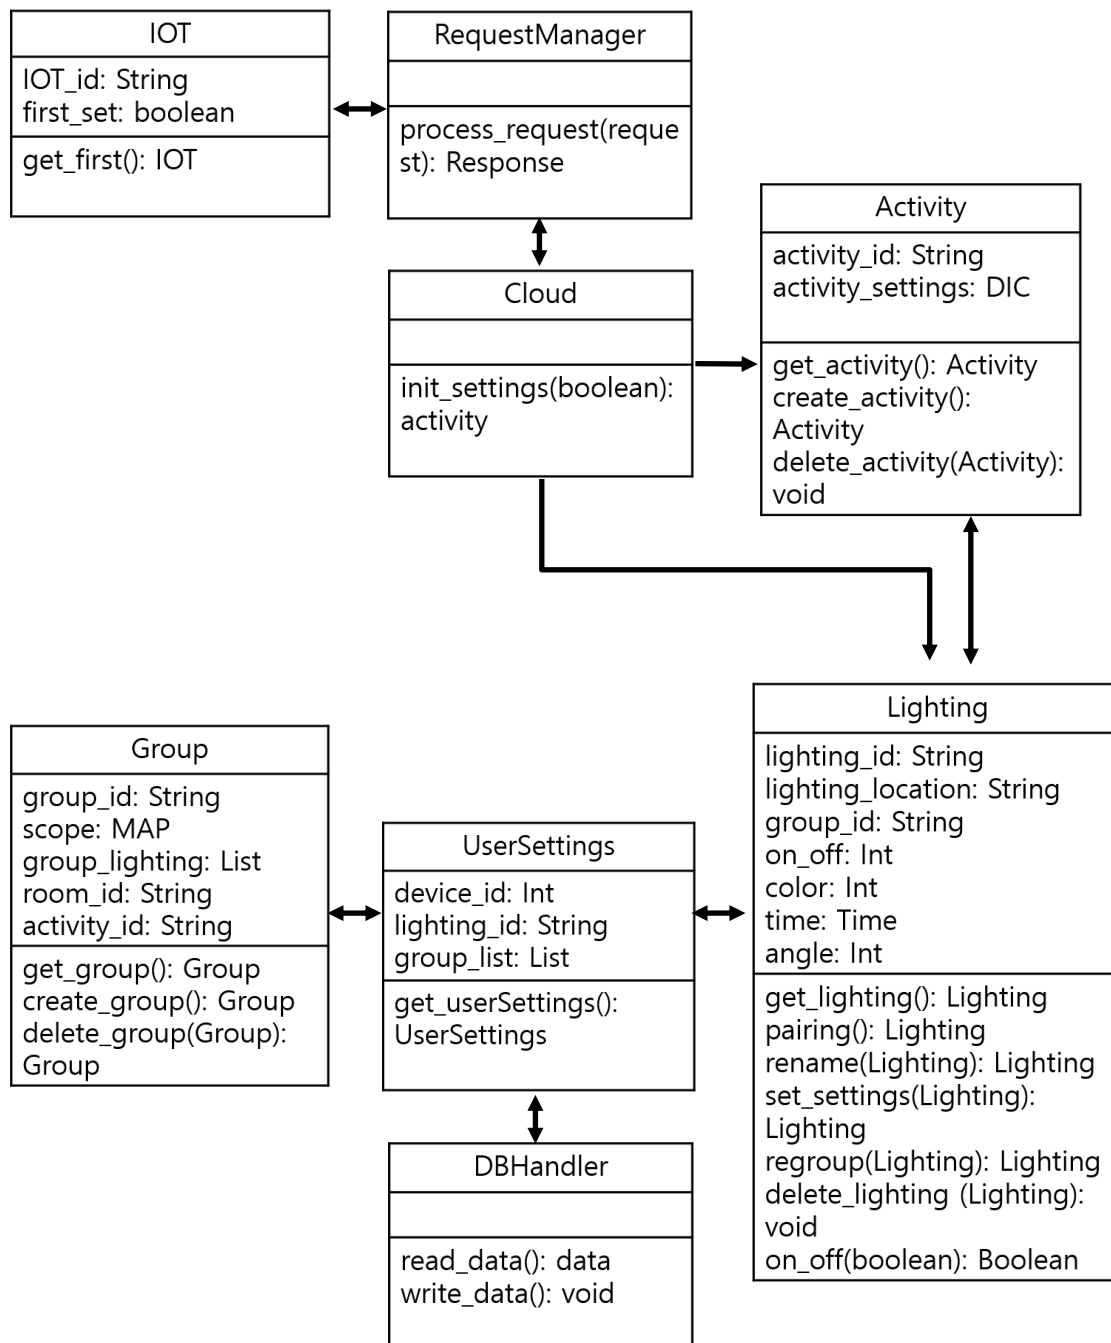 IOT
IOT_id: String
first_set: boolean
get_first(): IOT
RequestManager
process_request(reque
st): Response
Cloud
init_settings(boolean):
activity
Activity
activity_id: String
activity_settings: DIC
get_activity(): Activity
create_activity():
Activity
delete_activity(Activity):
void
Group
group_id: String
scope: MAP
group_lighting: List
room_id: String
activity_id: String
get_group(): Group
create_group(): Group
delete_group(Group):
Group
UserSettings
device_id: Int
lighting_id: String
group_list: List
get_userSettings():
UserSettings
Lighting
lighting_id: String
lighting_location: String
group_id: String
on_off: Int
color: Int
time: Time
angle: Int
get_lighting(): Lighting
pairing(): Lighting
rename(Lighting): Lighting
set_settings(Lighting):
Lighting
regroup(Lighting): Lighting
delete_lighting (Lighting):
void
on_off(boolean): Boolean
DBHandler
read_data(): data
write_data(): void